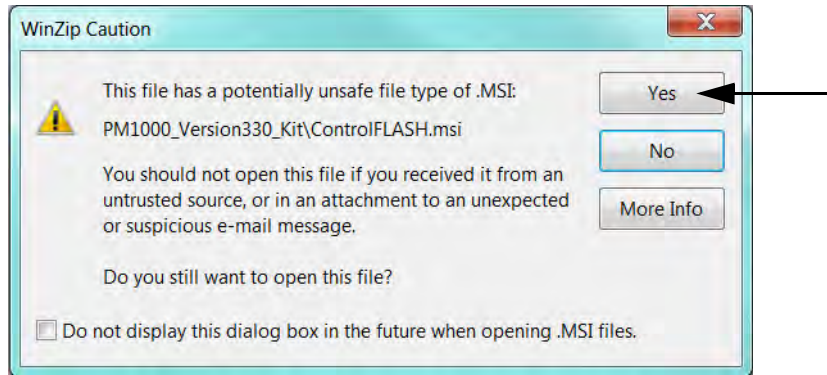 WinZip Caution
This file has a potentially unsafe file type of .MSI:
PM1000_Version330_Kit\ControlFLASH.msi
You should not open this file if you received it from an
untrusted source, or in an attachment to an unexpected
or suspicious e-mail message.
Do you still want to open this file?
Yes
No
More Info
Do not display this dialog box in the future when opening .MSI files.